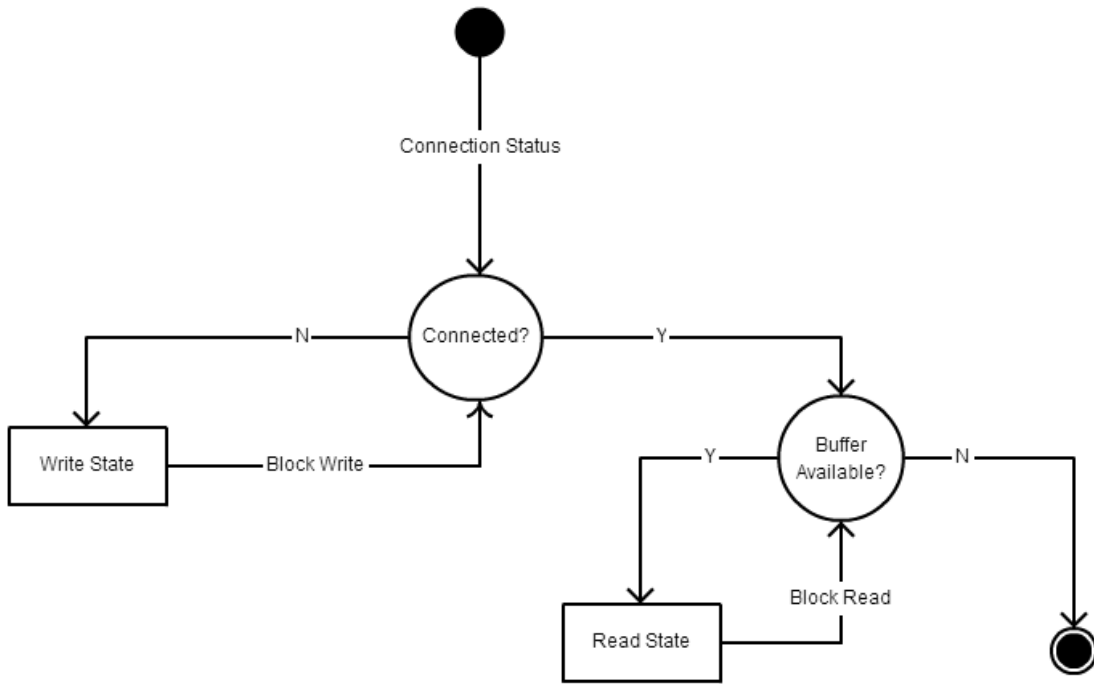 Connection Status
N
Connected?
Y
Write State
Block Write
Y
Buffer
Available?
N
Block Read
Read State